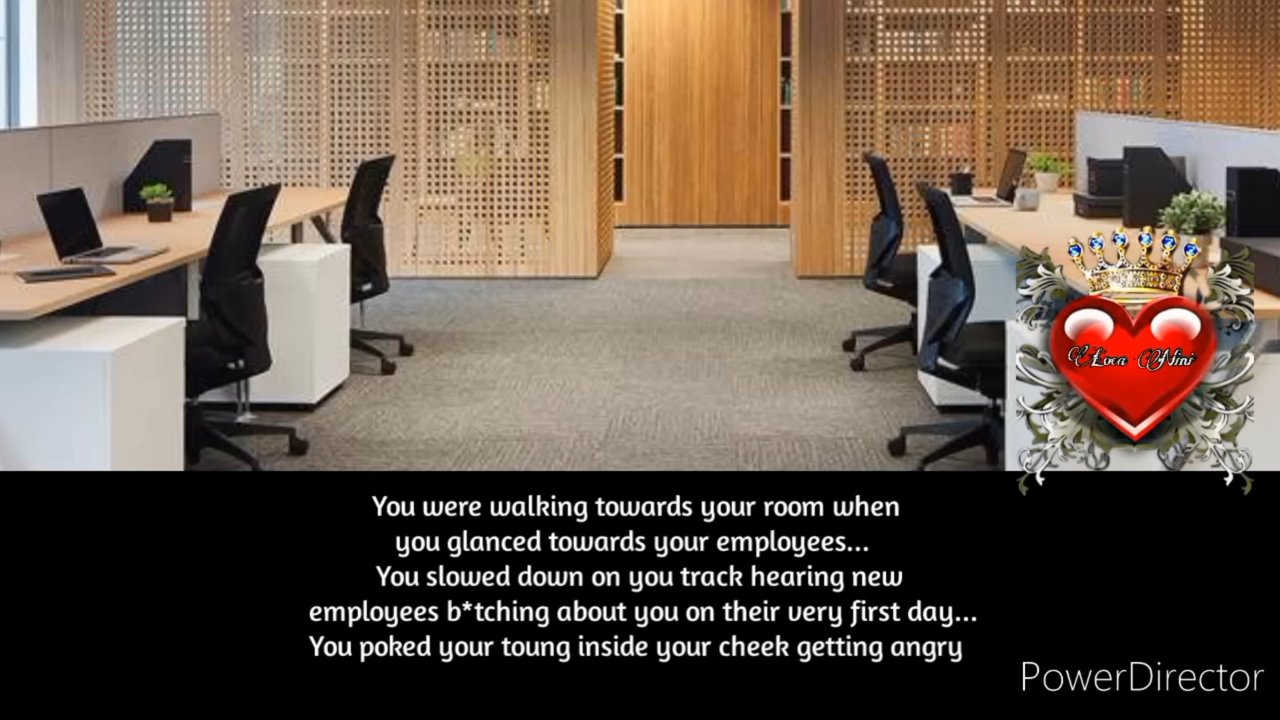 Loca Nini
You were walking towards your room when
you glanced towards your employees...
You slowed down on you track hearing new
employees b*tching about you on their very first day...
You poked your toung inside your cheek getting angry
PowerDirector